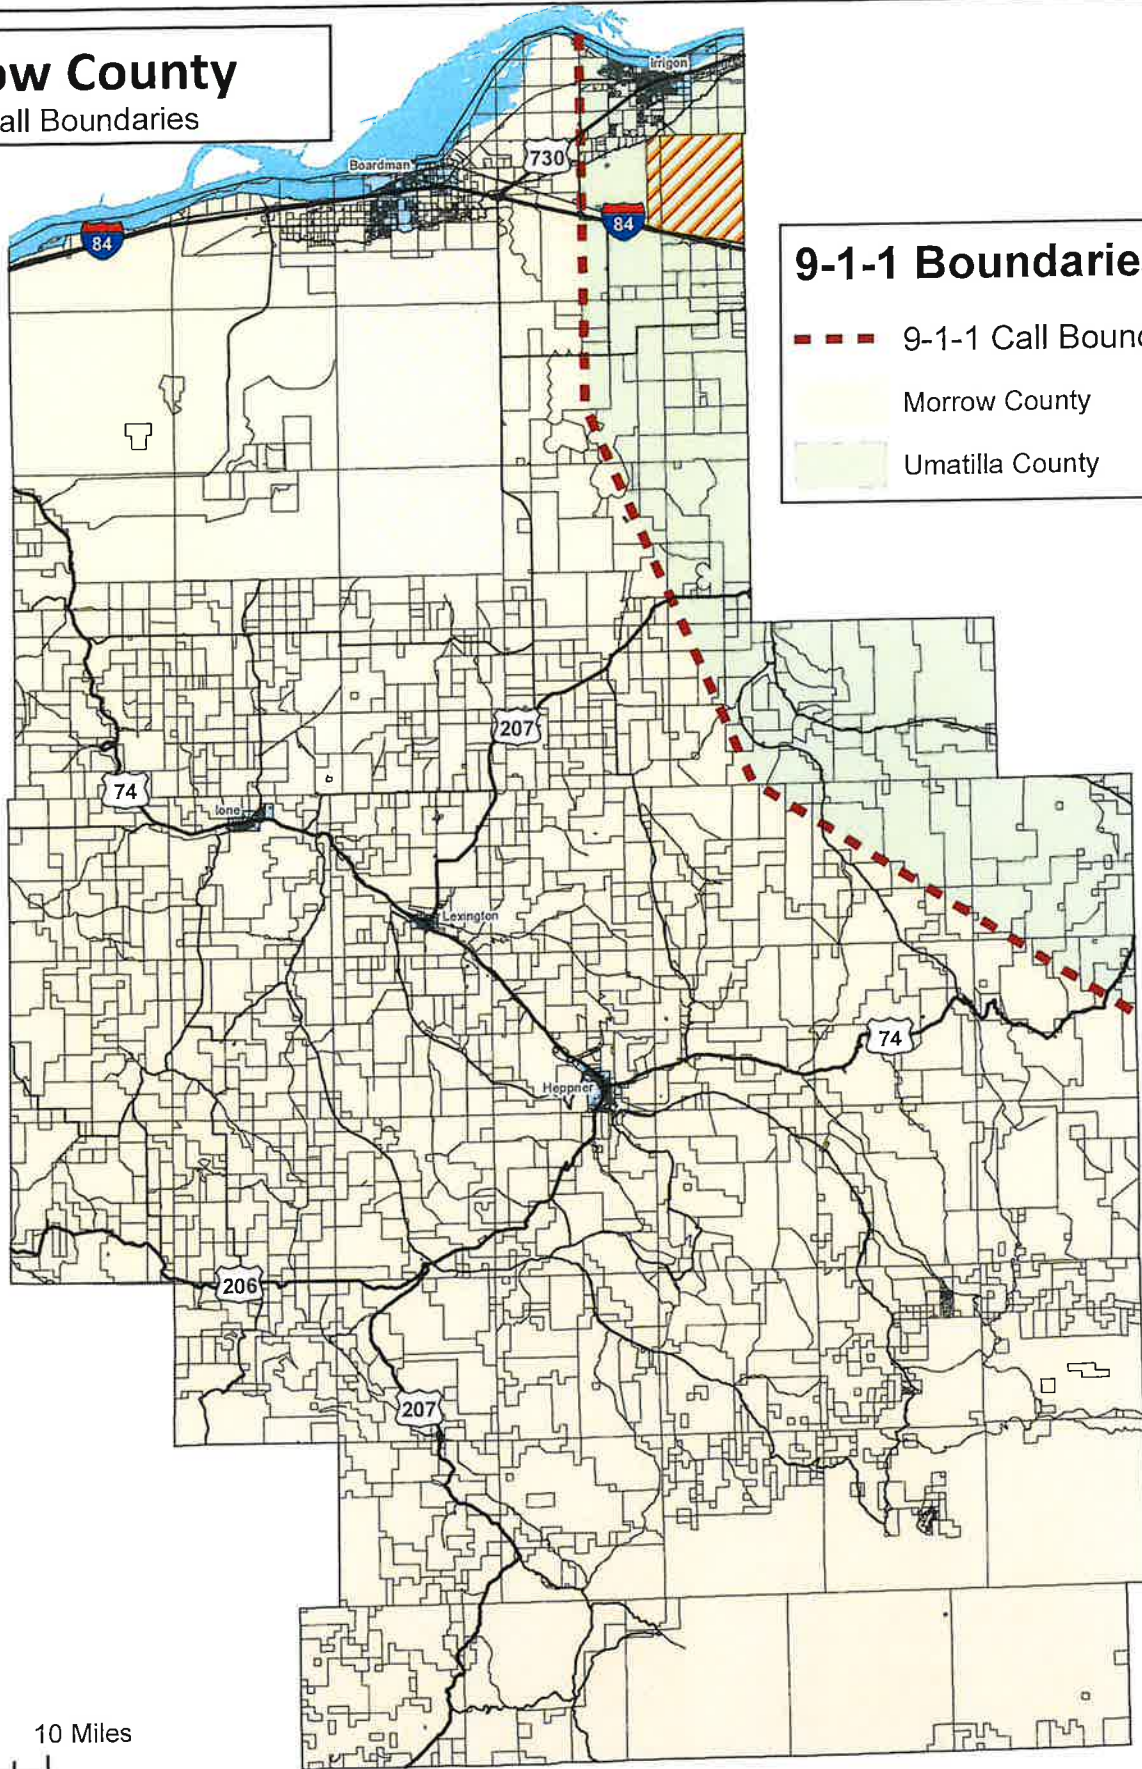 ow County
all Boundaries
Irrigon
730
Boardman
84
84
9-1-1 Boundarie
9-1-1 Call Bound
Morrow County
Umatilla County
207
74
Ione
Lexington
74
Heppner
206
207
10 Miles